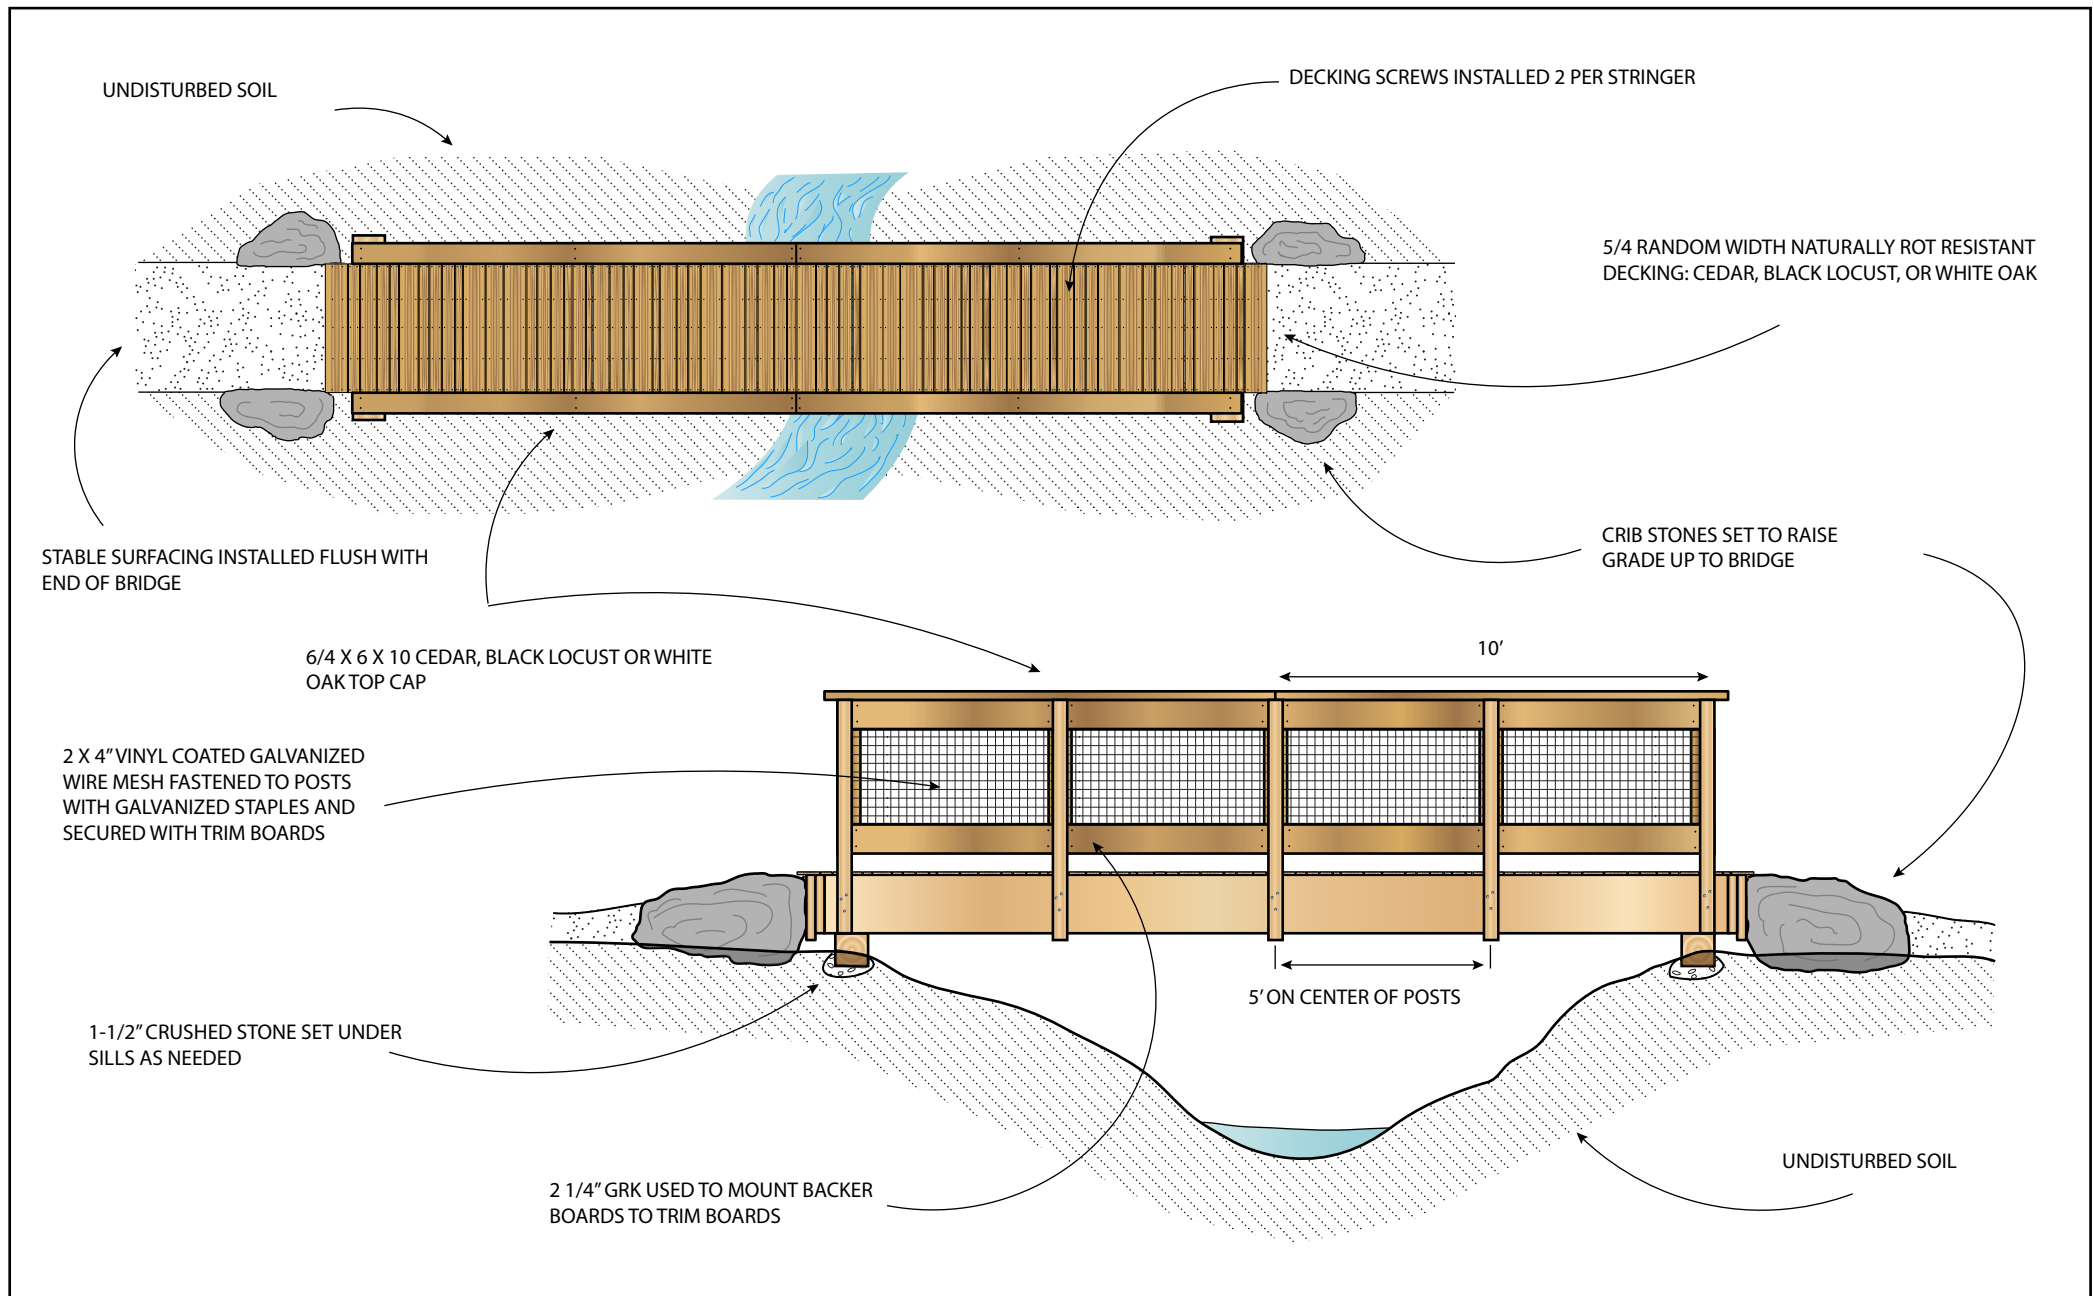 UNDISTURBED SOIL
DECKING SCREWS INSTALLED 2 PER STRINGER
5/4 RANDOM WIDTH NATURALLY ROT RESISTANT
DECKING: CEDAR, BLACK LOCUST, OR WHITE OAK
STABLE SURFACING INSTALLED FLUSH WITH
END OF BRIDGE
CRIB STONES SET TO RAISE
GRADE UP TO BRIDGE
6/4 X 6 X 10 CEDAR, BLACK LOCUST OR WHITE
OAK TOP CAP
10’
2 X 4” VINYL COATED GALVANIZED
WIRE MESH FASTENED TO POSTS
WITH GALVANIZED STAPLES AND
SECURED WITH TRIM BOARDS
5’ ON CENTER OF POSTS
1-1/2” CRUSHED STONE SET UNDER
SILLS AS NEEDED
2 1/4” GRK USED TO MOUNT BACKER
BOARDS TO TRIM BOARDS
UNDISTURBED SOIL